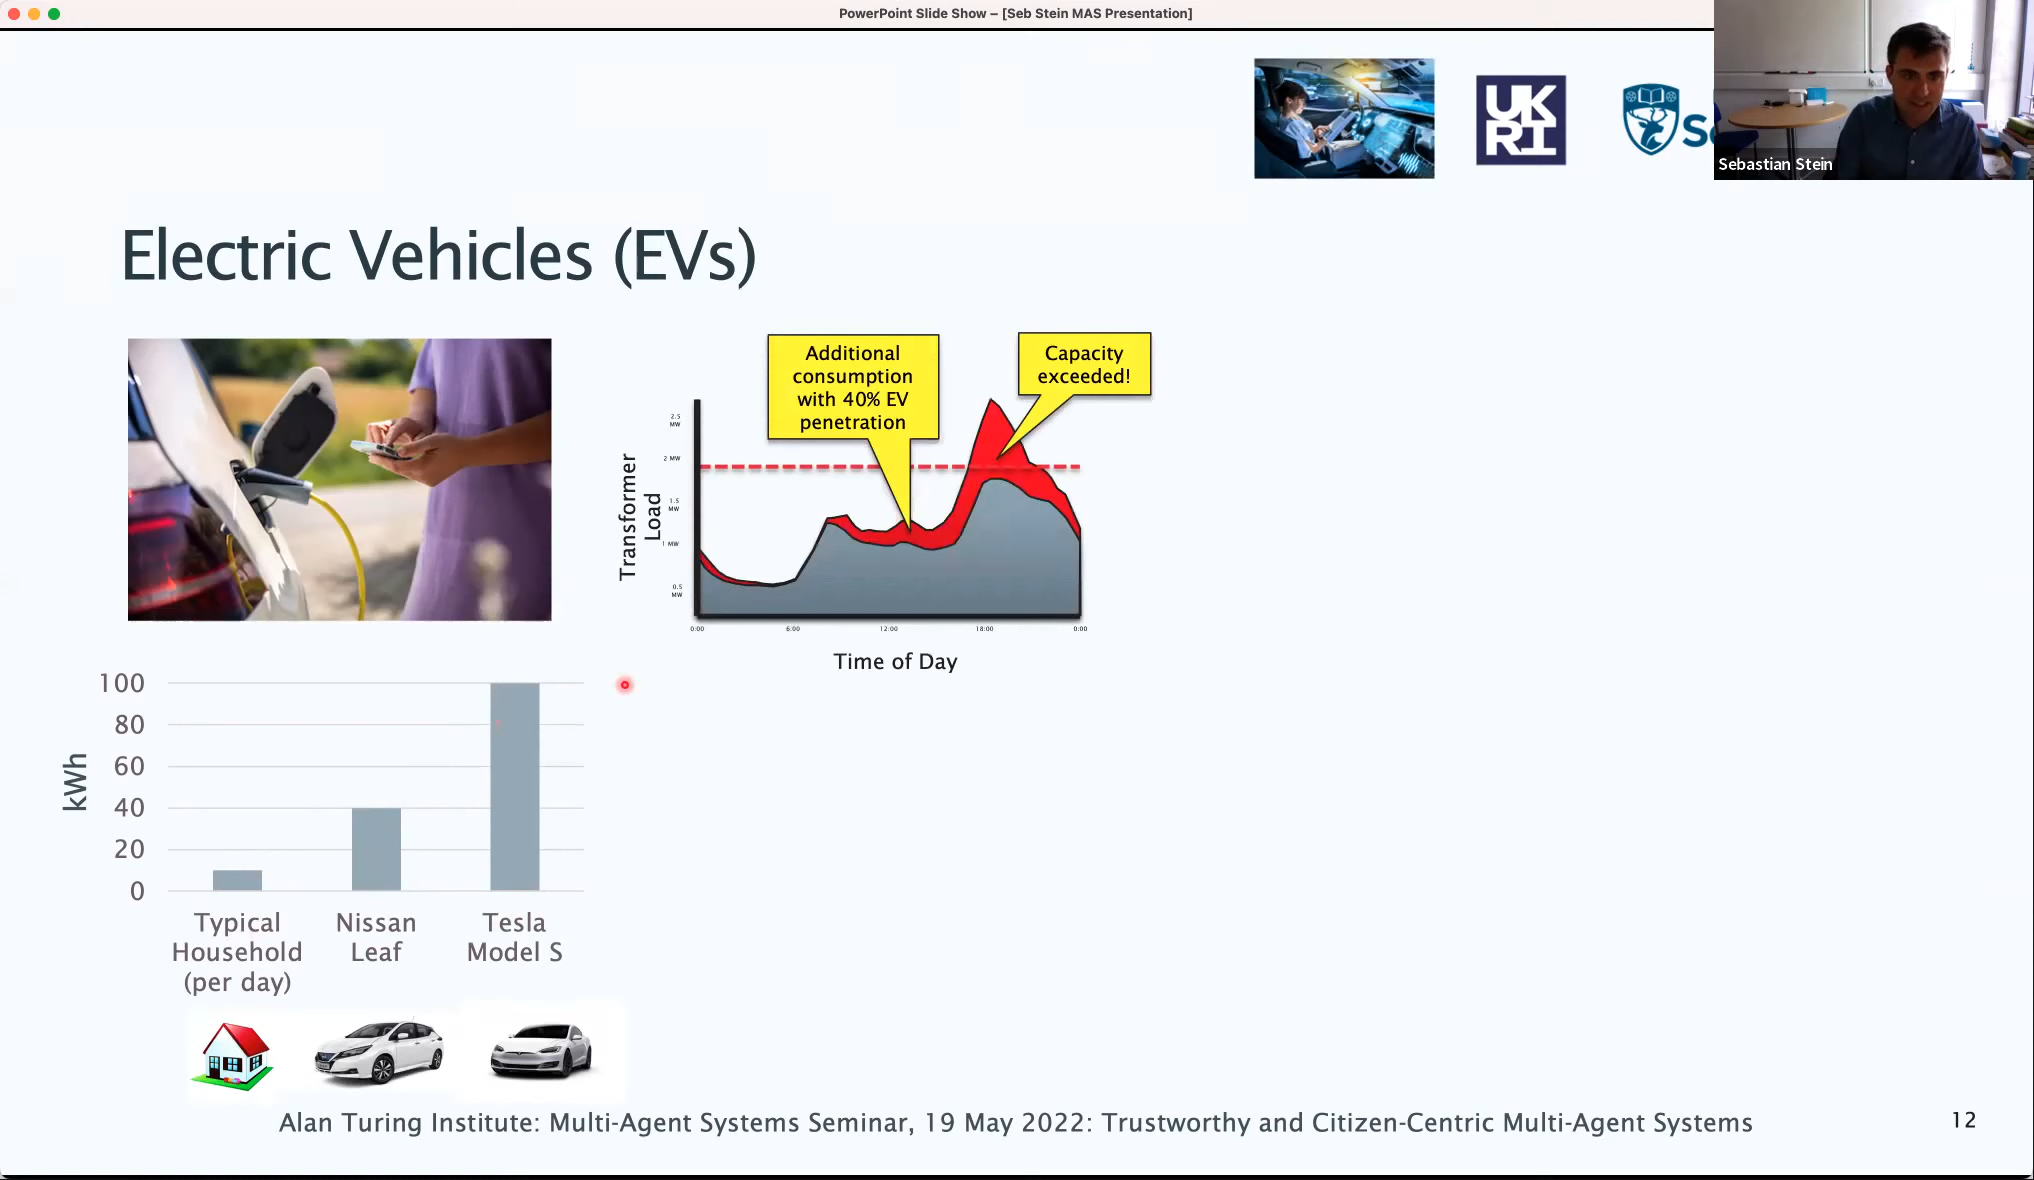 PowerPoint Slide Show – [Seb Stein MAS Presentation]
UK
RI
Sebastian Stein
Electric Vehicles (EVs)
Additional
consumption
with 40% EV
penetration
Capacity
exceeded!
Transformer
Load
2.5
MW
2 MW
1.5
MW
1 MW
0.5
MW
0:00
6:00
12:00
18:00
0:00
Time of Day
kWh
100
80
60
40
20
0
Typical
Household
(per day)
Nissan
Leaf
Tesla
Model S
Alan Turing Institute: Multi-Agent Systems Seminar, 19 May 2022: Trustworthy and Citizen-Centric Multi-Agent Systems
12